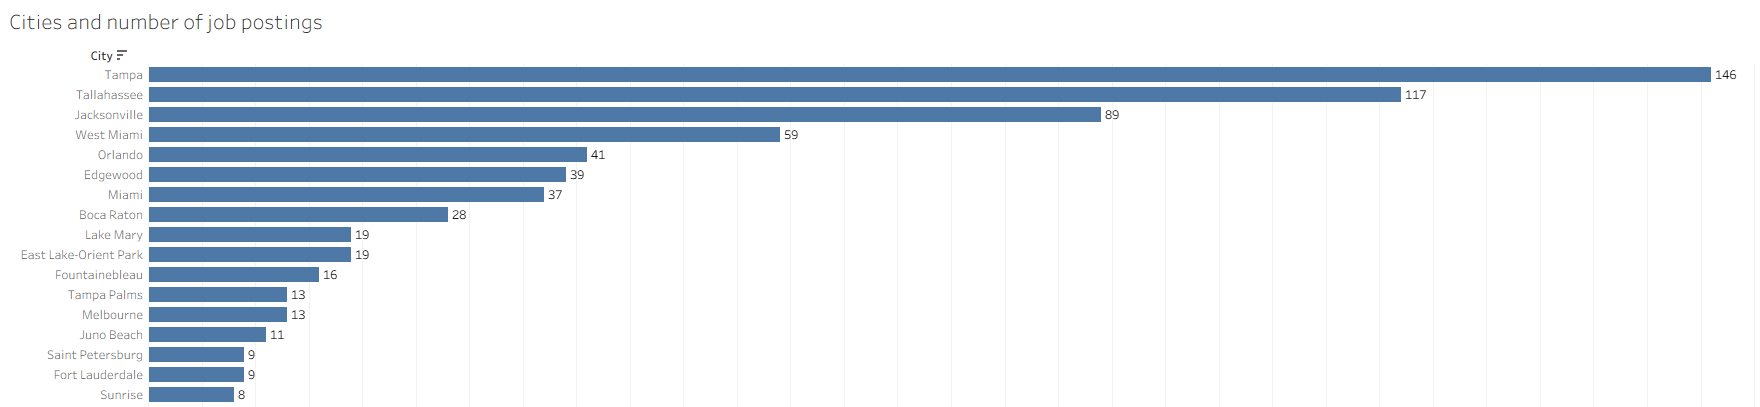 Cities and number of job postings
City
Tampa 146
Tallahassee 117
Jacksonville 89
West Miami 59
Orlando 41
Edgewood 39
Miami 37
Boca Raton 28
Lake Mary 19
East Lake-Orient Park 19
Fountainebleau 16
Tampa Palms 13
Melbourne 13
Juno Beach 11
Saint Petersburg 9
Fort Lauderdale 9
Sunrise 8